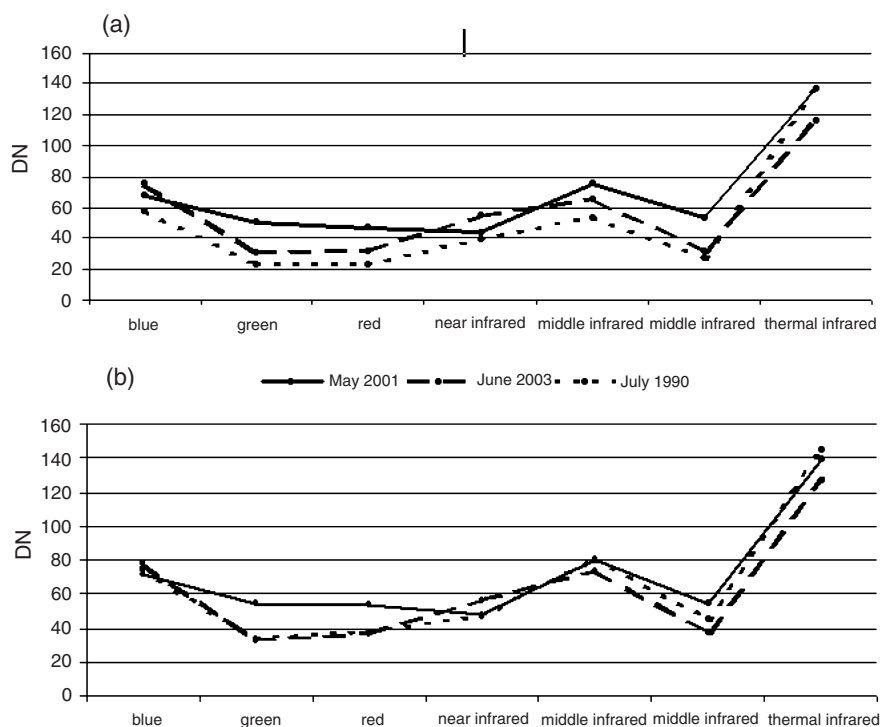 (a)
160
140
120
100
80
60
40
20
0
DN
blue green red near infrared middle infrared middle infrared thermal infrared
(b)
May 2001 June 2003 July 1990
160
140
120
100
80
60
40
20
0
DN
blue green red near infrared middle infrared middle infrared thermal infrared